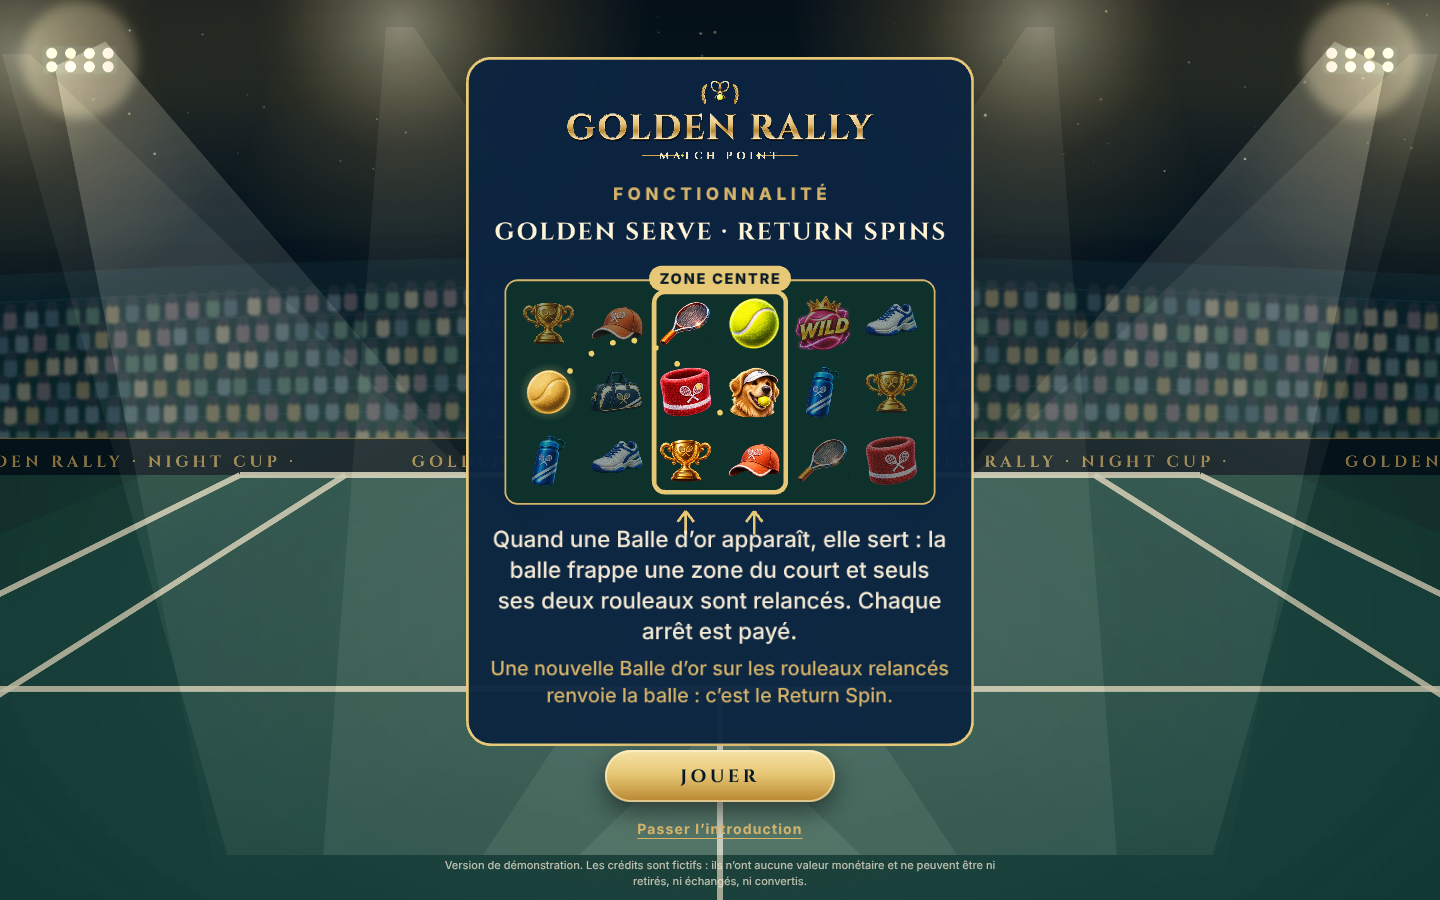 GOLDEN RALLY
MATCH POINT
FONCTIONNALITÉ
GOLDEN SERVE · RETURN SPINS
ZONE CENTRE
WILD
DEN RALLY · NIGHT CUP ·
GOL
RALLY · NIGHT CUP ·
GOLDEN
Quand une Balle d’or apparaît, elle sert : la
balle frappe une zone du court et seuls
ses deux rouleaux sont relancés. Chaque
arrêt est payé.
Une nouvelle Balle d’or sur les rouleaux relancés
renvoie la balle : c’est le Return Spin.
JOUER
Passer l’introduction
Version de démonstration. Les crédits sont fictifs : ils n’ont aucune valeur monétaire et ne peuvent être ni
retirés, ni échangés, ni convertis.